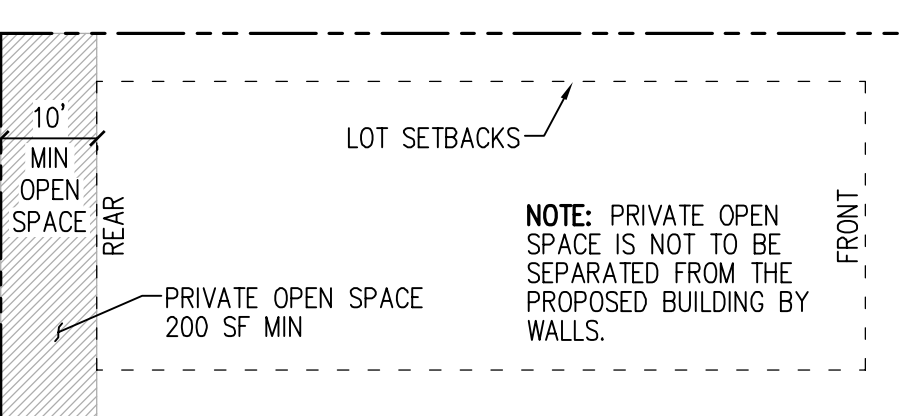 10'
MIN
OPEN
SPACE
REAR
LOT SETBACKS
PRIVATE OPEN SPACE
200 SF MIN
NOTE: PRIVATE OPEN
SPACE IS NOT TO BE
SEPARATED FROM THE
PROPOSED BUILDING BY
WALLS.
FRONT